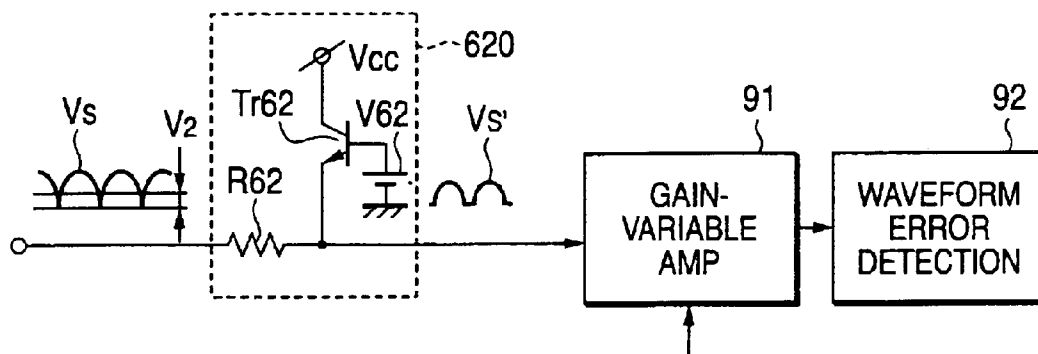 620
Vcc
Tr62
V62
Vs
V2
Vs'
R62
91
92
GAIN-
VARIABLE
AMP
WAVEFORM
ERROR
DETECTION